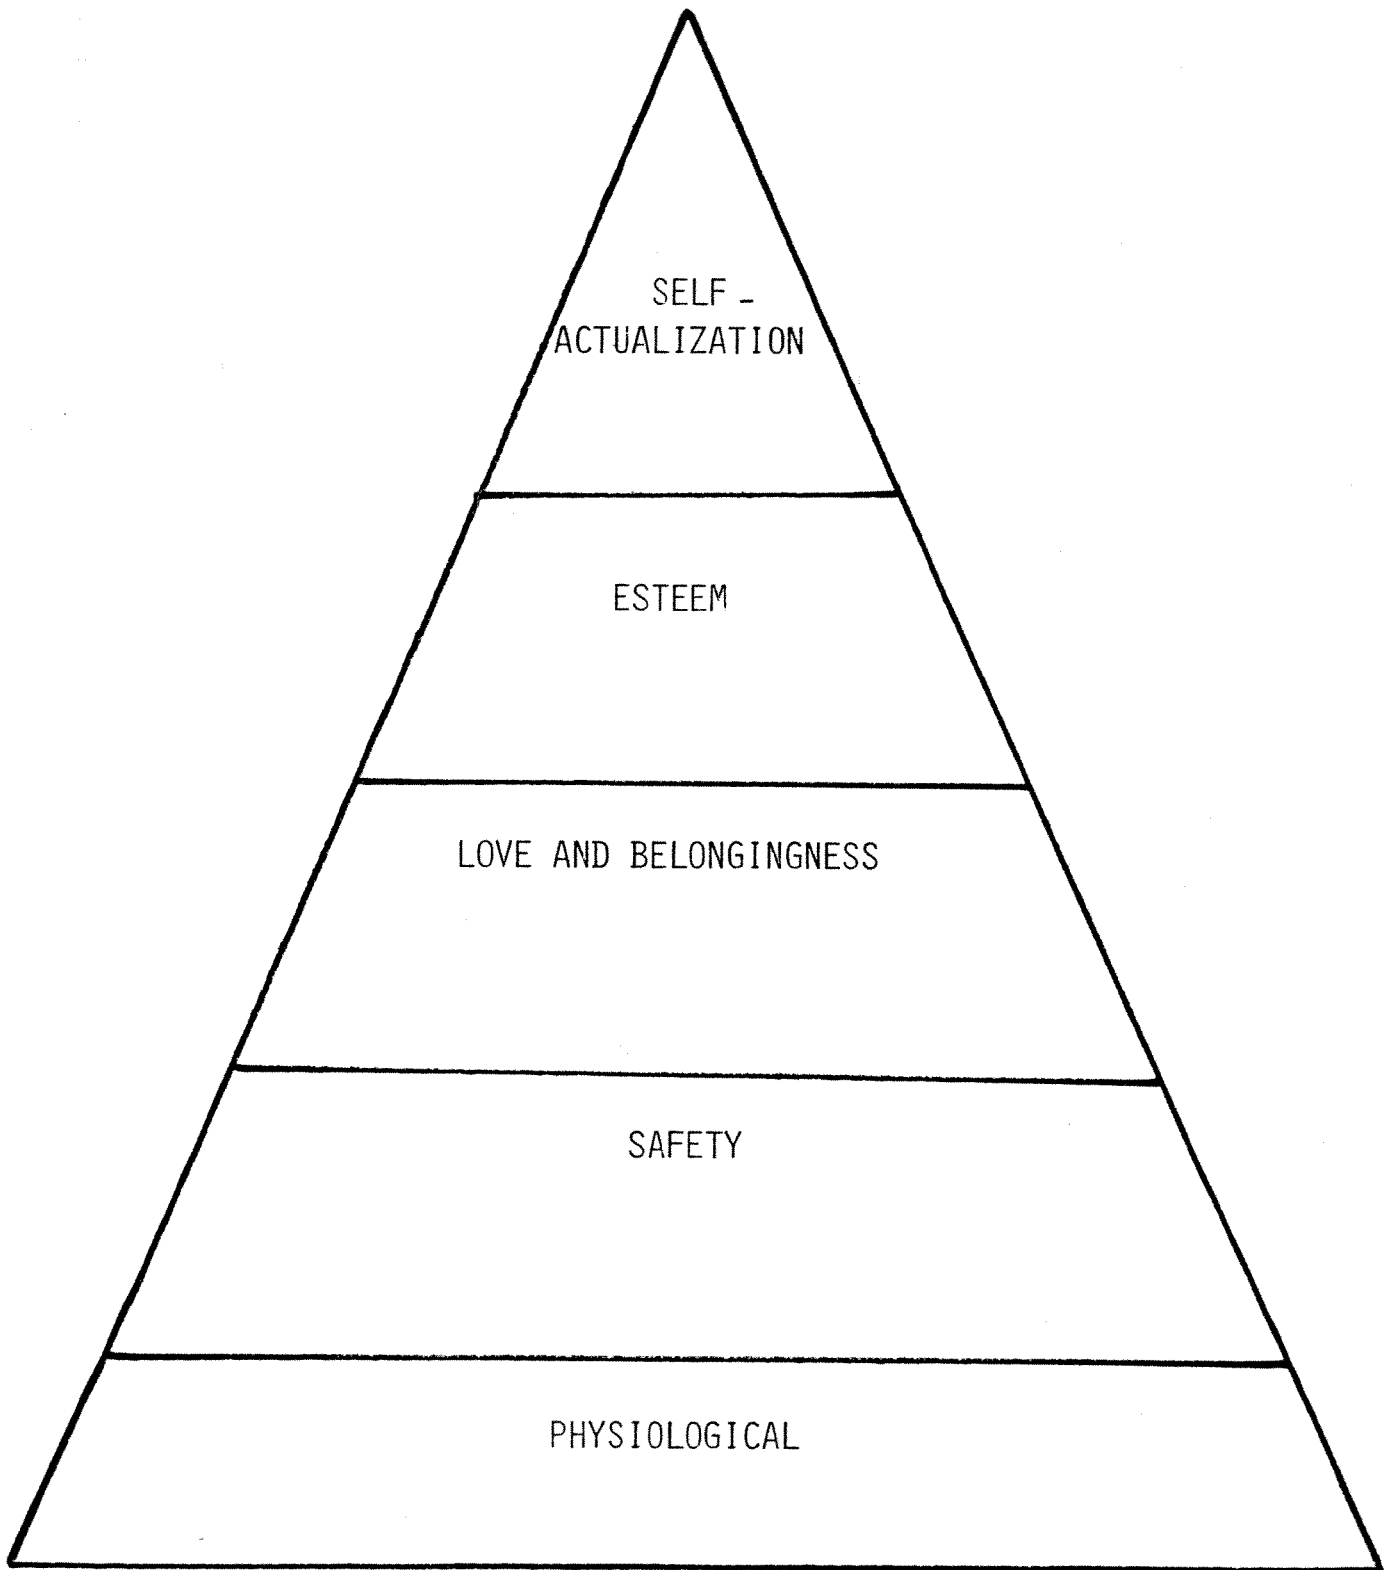 SELF-
ACTUALIZATION
ESTEEM
LOVE AND BELONGINGNESS
SAFETY
PHYSIOLOGICAL